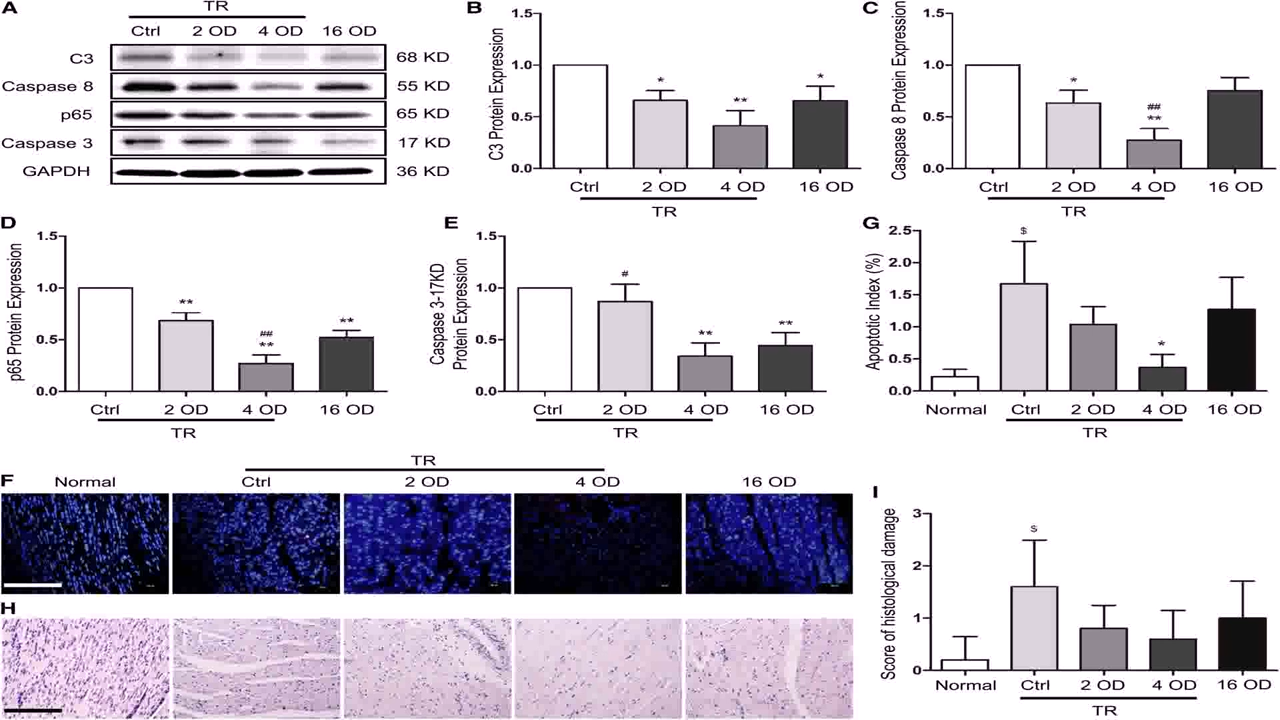 A
TR
Ctrl 2 OD 4 OD 16 OD
C3 68 KD
Caspase 8 55 KD
p65 65 KD
Caspase 3 17 KD
GAPDH 36 KD
B
C3 Protein Expression
1.5
1.0
0.5
0.0
*
**
*
Ctrl 2 OD 4 OD 16 OD
TR
C
Caspase 8 Protein Expression
1.5
1.0
0.5
0.0
*
##
**
Ctrl 2 OD 4 OD 16 OD
TR
D
p65 Protein Expression
1.5
1.0
0.5
0.0
**
##
**
**
Ctrl 2 OD 4 OD 16 OD
TR
E
Caspase 3-17KD
Protein Expression
1.5
1.0
0.5
0.0
#
**
**
Ctrl 2 OD 4 OD 16 OD
TR
G
Apoptotic Index (%)
2.5
2.0
1.5
1.0
0.5
0.0
$
*
Normal Ctrl 2 OD 4 OD 16 OD
TR
F
TR
Normal Ctrl 2 OD 4 OD 16 OD
H
I
Score of histological damage
3
2
1
0
$
Normal Ctrl 2 OD 4 OD 16 OD
TR